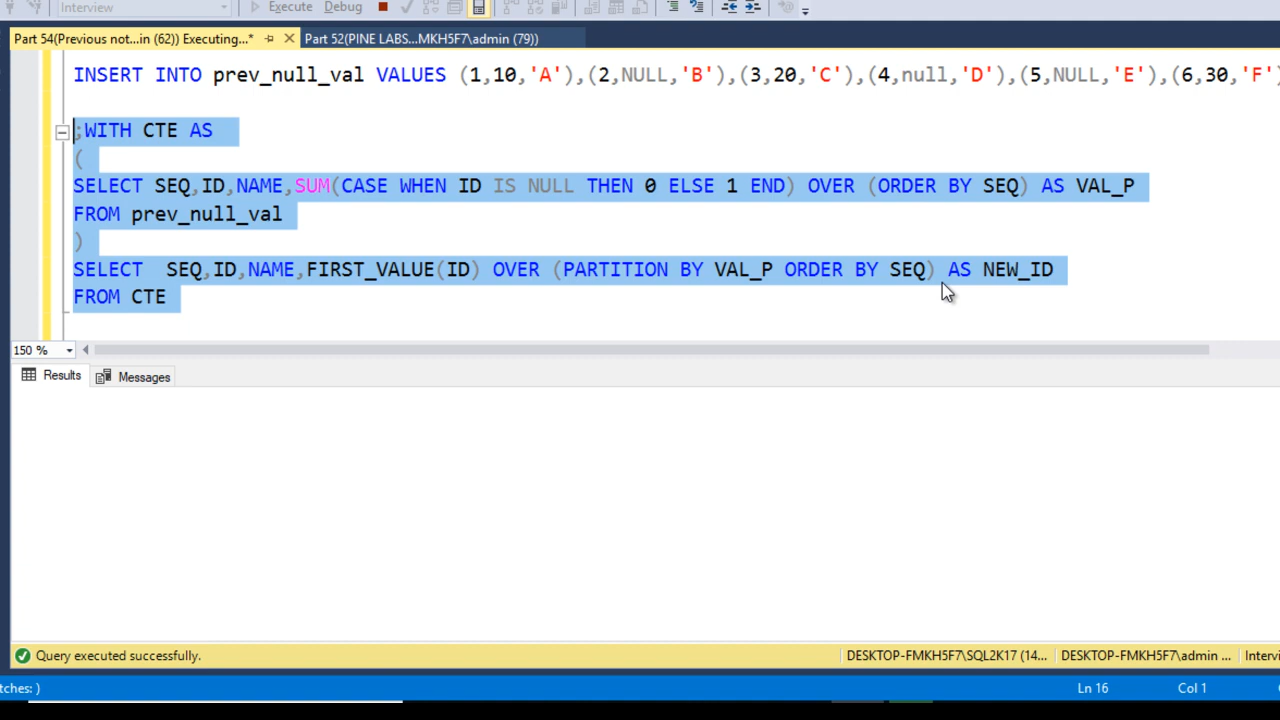 Interview Execute Debug
Part 54(Previous not...in (62)) Executing...* Part 52(PINE LABS...MKH5F7\admin (79))
INSERT INTO prev_null_val VALUES (1,10,'A'),(2,NULL,'B'),(3,20,'C'),(4,null,'D'),(5,NULL,'E'),(6,30,'F')
;WITH CTE AS
(
SELECT SEQ,ID,NAME,SUM(CASE WHEN ID IS NULL THEN 0 ELSE 1 END) OVER (ORDER BY SEQ) AS VAL_P
FROM prev_null_val
)
SELECT  SEQ,ID,NAME,FIRST_VALUE(ID) OVER (PARTITION BY VAL_P ORDER BY SEQ) AS NEW_ID
FROM CTE
150 %
Results Messages
Query executed successfully. DESKTOP-FMKH5F7\SQL2K17 (14... DESKTOP-FMKH5F7\admin ... Intervi
tches: ) Ln 16 Col 1